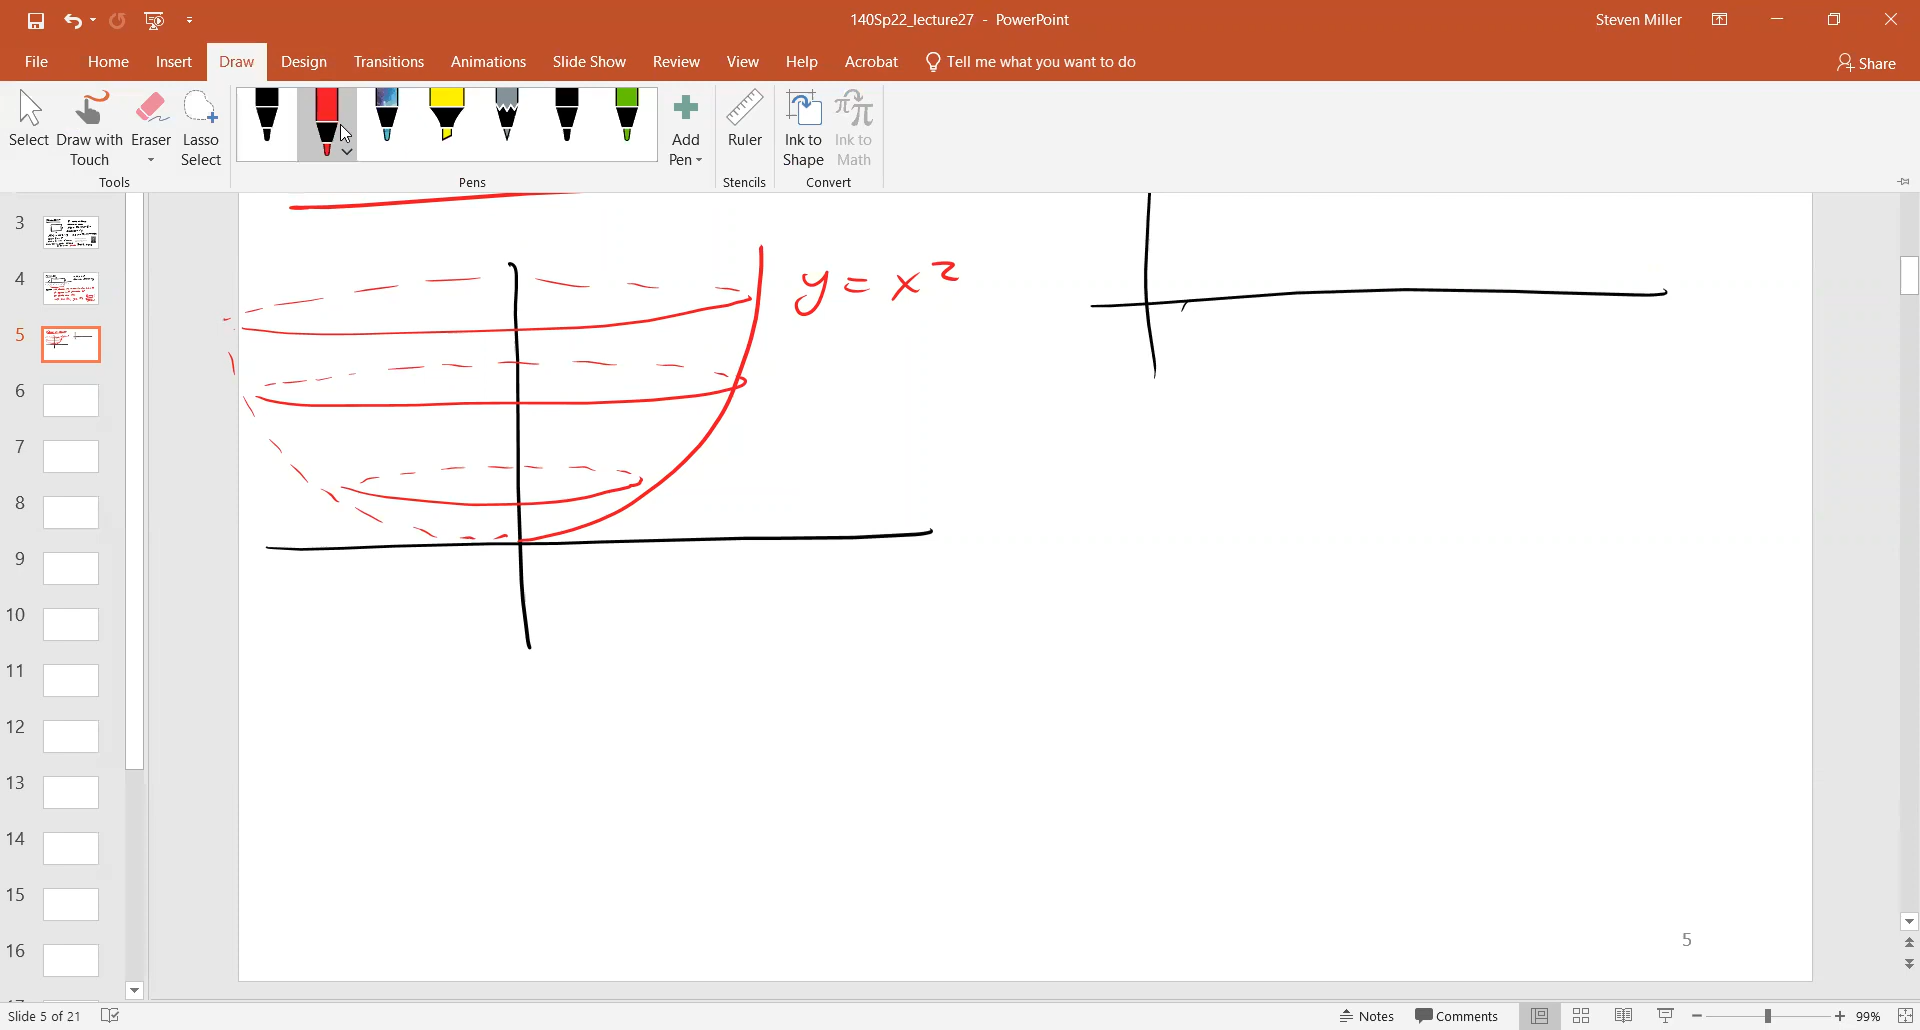 140Sp22_lecture27 - PowerPoint
Steven Miller
File Home Insert Draw Design Transitions Animations Slide Show Review View Help Acrobat Tell me what you want to do
Share
Select
Draw with Touch
Eraser
Lasso Select
Add Pen
Ruler
Ink to Shape
Ink to Math
Tools
Pens
Stencils
Convert
3
4
5
6
7
8
9
10
11
12
13
14
15
16
y = x²
5
Slide 5 of 21
Notes
Comments
99%